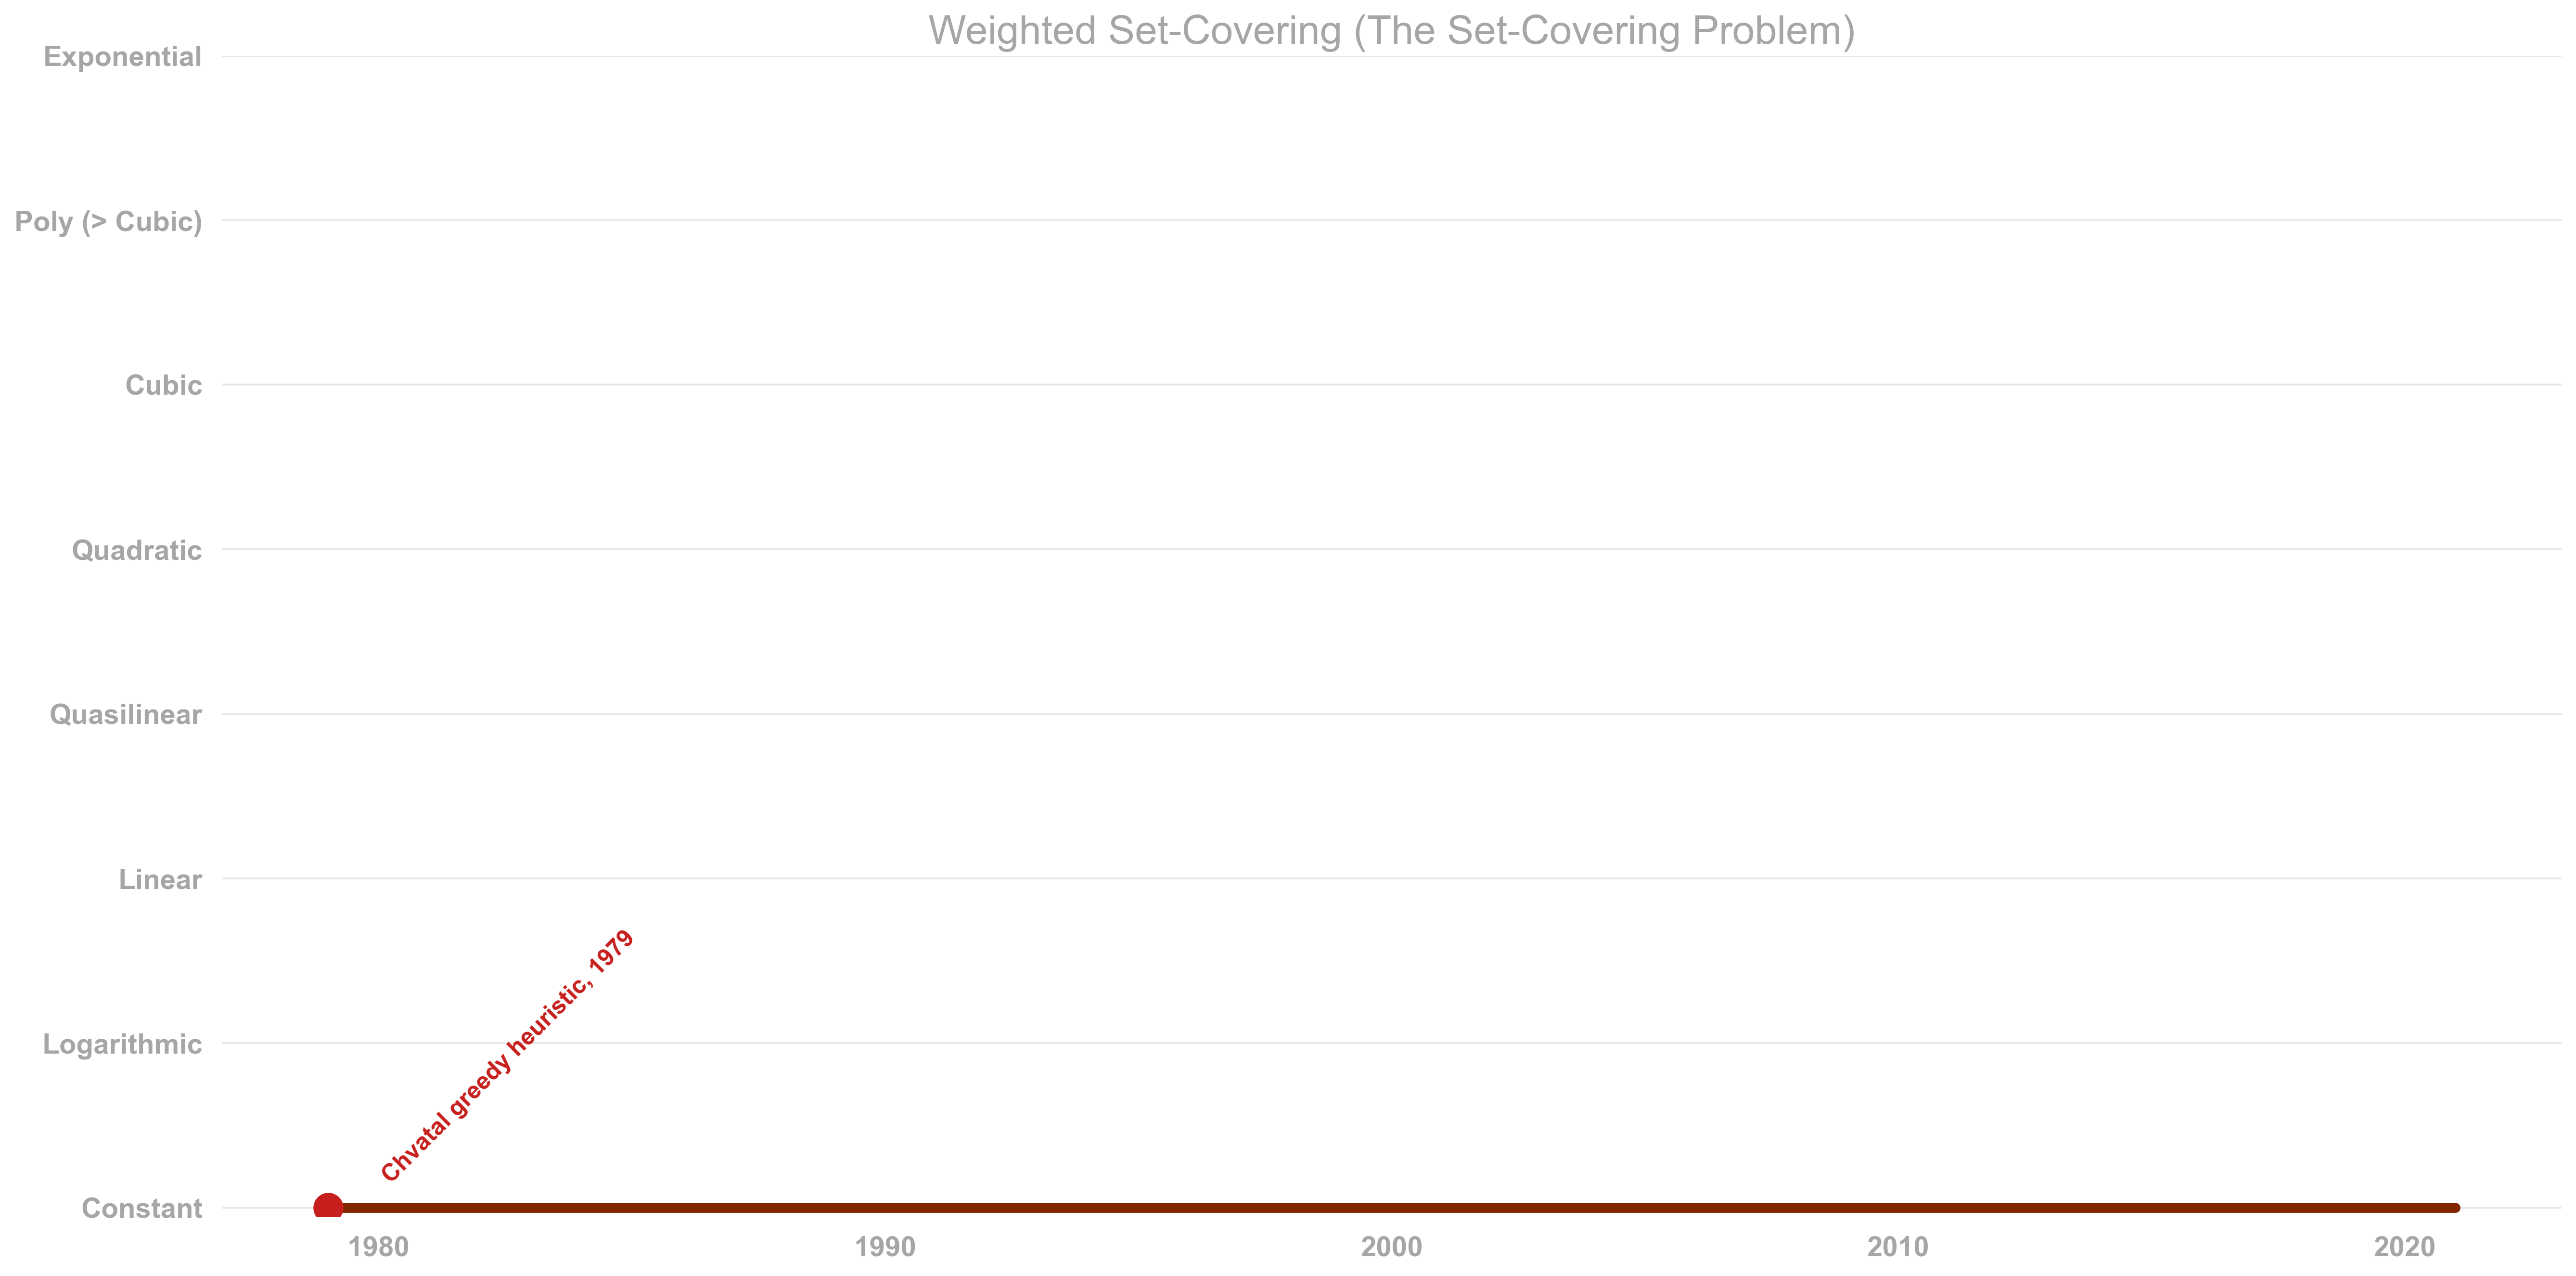 Weighted Set-Covering (The Set-Covering Problem)
Exponential
Poly (> Cubic)
Cubic
Quadratic
Quasilinear
Linear
Logarithmic
Constant
Chvatal greedy heuristic, 1979
1980
1990
2000
2010
2020